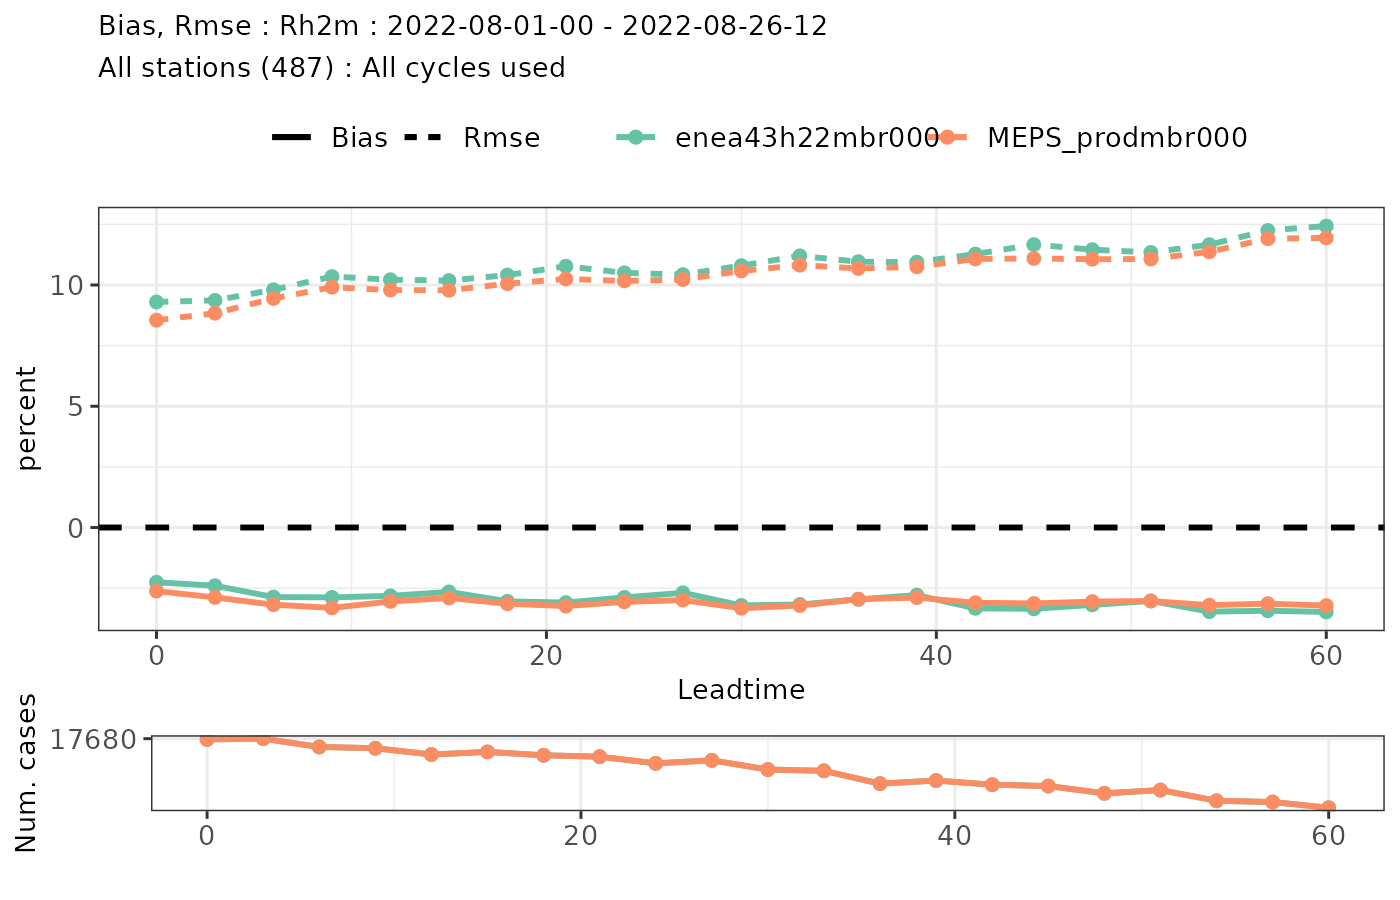 Bias, Rmse : Rh2m : 2022-08-01-00 - 2022-08-26-12
All stations (487) : All cycles used
Bias Rmse enea43h22mbr000 MEPS_prodmbr000
percent
10
5
0
0 20 40 60
Leadtime
Num. cases
17680
0 20 40 60